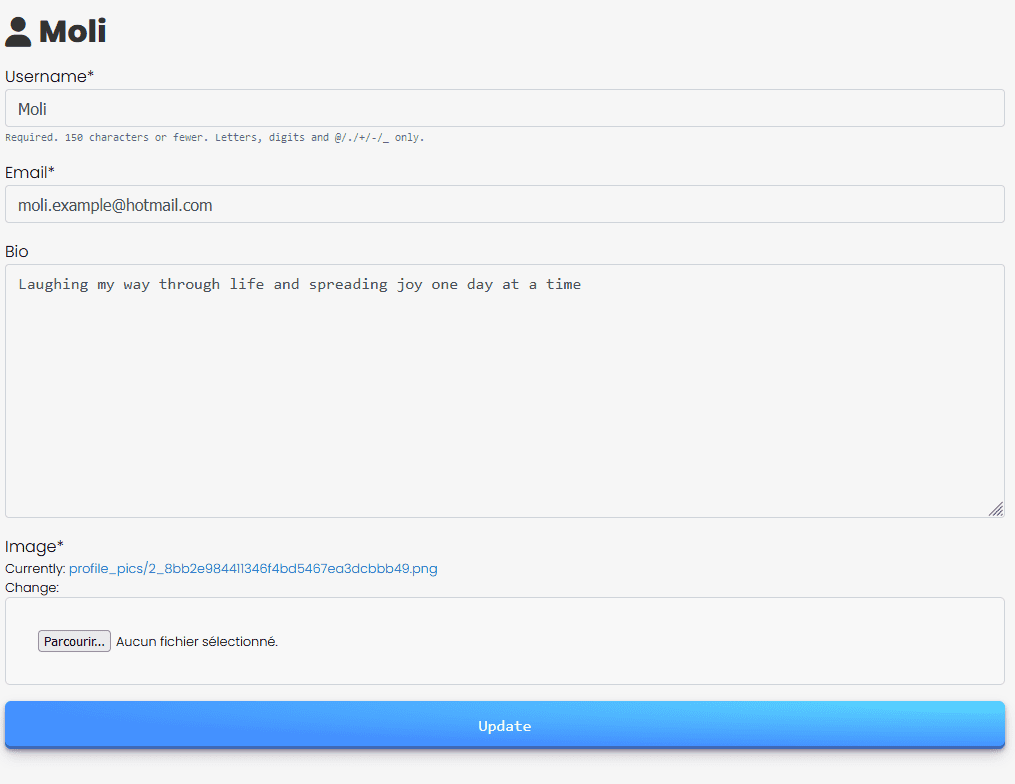 Moli
Username*
Moli
Required. 150 characters or fewer. Letters, digits and @/./+/-/_ only.
Email*
moli.example@hotmail.com
Bio
Laughing my way through life and spreading joy one day at a time
Image*
Currently: profile_pics/2_8bb2e984411346f4bd5467ea3dcbbb49.png
Change:
Parcourir... Aucun fichier sélectionné.
Update